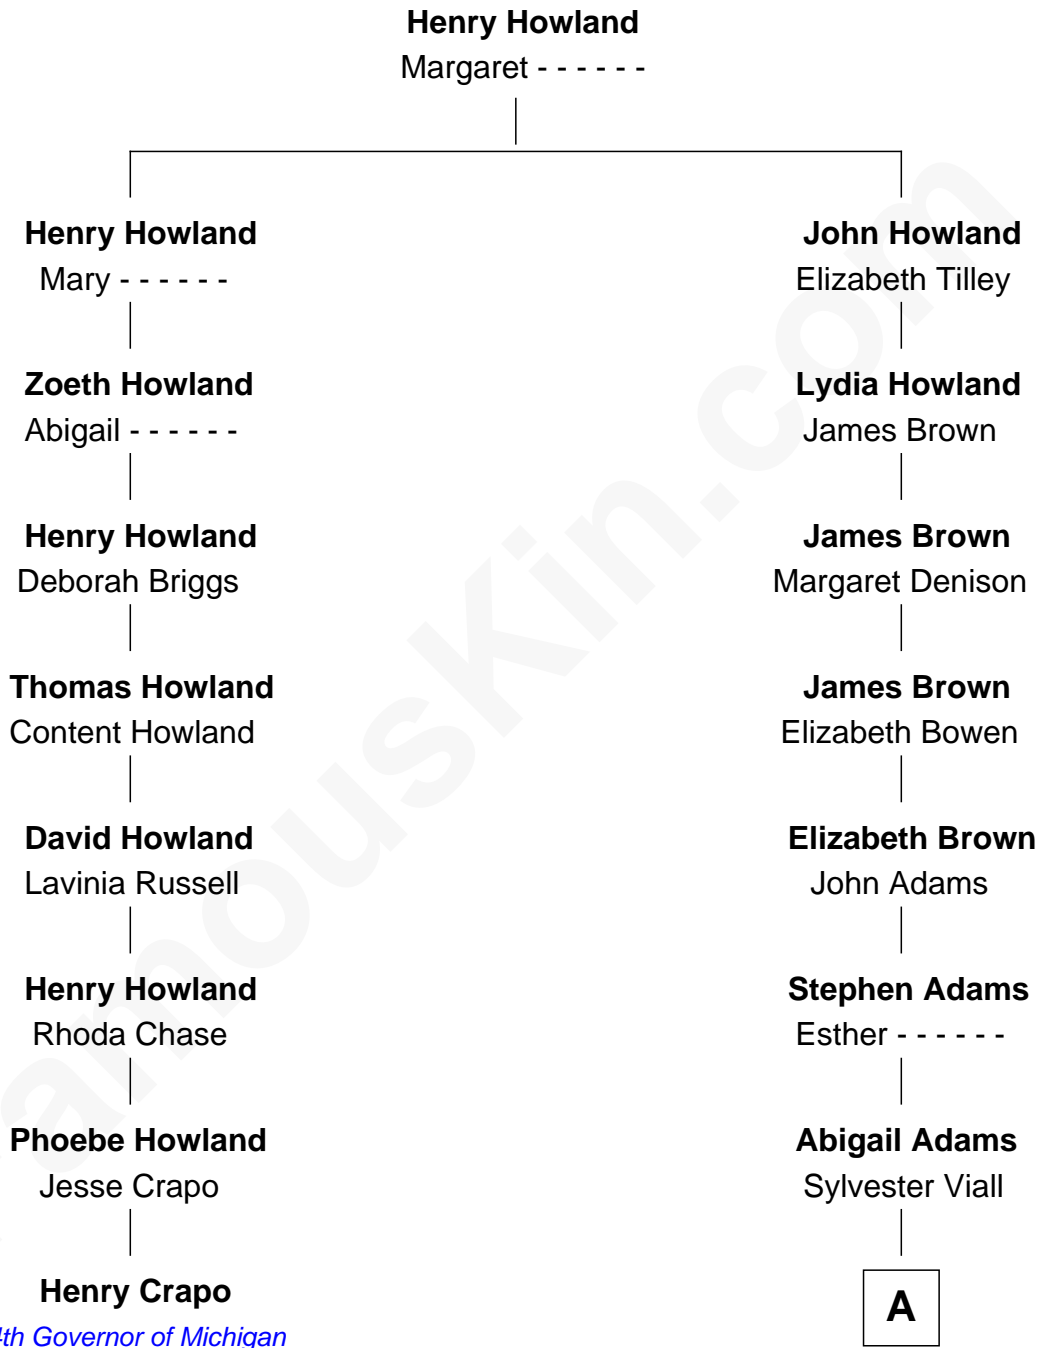 Henry Howland
Margaret - - - - - -
Henry Howland
John Howland
Mary - - - - - -
Elizabeth Tilley
Zoeth Howland
Lydia Howland
Abigail - - - - - -
James Brown
Henry Howland
James Brown
Deborah Briggs
Margaret Denison
Thomas Howland
James Brown
Content Howland
Elizabeth Bowen
David Howland
Elizabeth Brown
Lavinia Russell
John Adams
Henry Howland
Stephen Adams
Rhoda Chase
Esther - - - - - -
Phoebe Howland
Abigail Adams
Jesse Crapo
Sylvester Viall
Henry Crapo
A
4th Governor of Michigan
amousKin.com